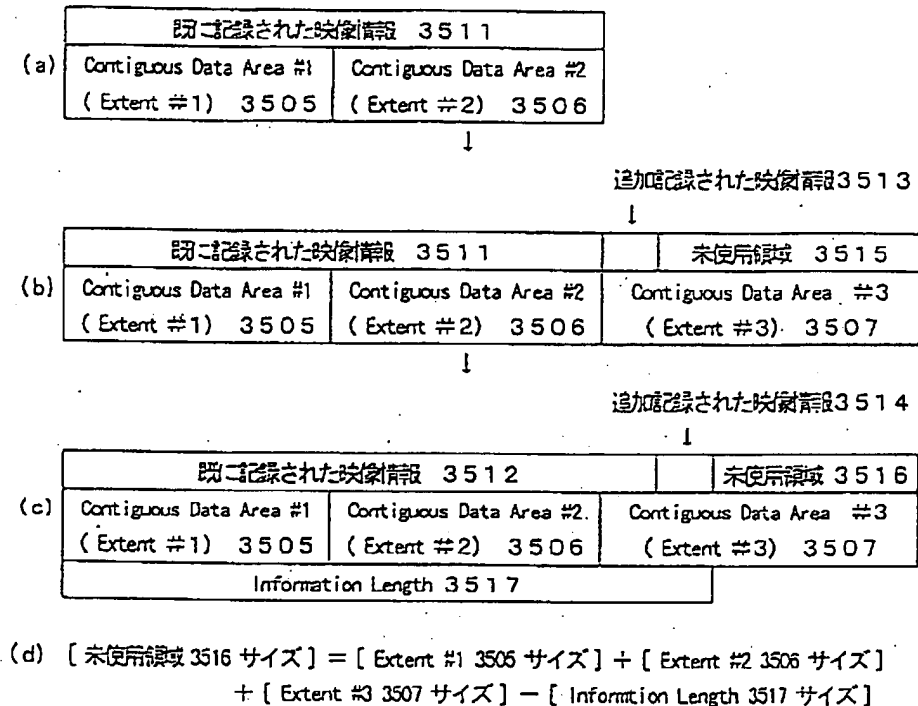 既に記録された映像情報 3511
(a) Contiguous Data Area #1 Contiguous Data Area #2
(Extent #1) 3505 (Extent #2) 3506
↓
追加記録された映像情報3513
↓
既に記録された映像情報 3511 未使用領域 3515
(b) Contiguous Data Area #1 Contiguous Data Area #2 Contiguous Data Area #3
(Extent #1) 3505 (Extent #2) 3506 (Extent #3) 3507
↓
追加記録された映像情報3514
↓
既に記録された映像情報 3512 未使用領域 3516
(c) Contiguous Data Area #1 Contiguous Data Area #2 Contiguous Data Area #3
(Extent #1) 3505 (Extent #2) 3506 (Extent #3) 3507
Information Length 3517
(d) [未使用領域 3516 サイズ] = [Extent #1 3505 サイズ] + [Extent #2 3506 サイズ]
+ [Extent #3 3507 サイズ] − [Informtion Length 3517 サイズ]